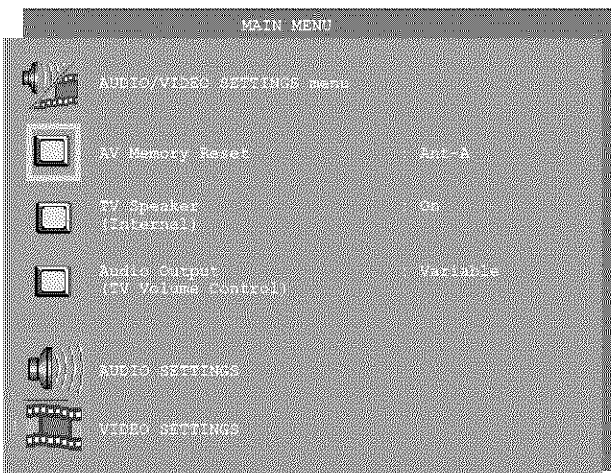 MAIN MENU
AUDIO/VIDEO SETTINGS menu
AV Memory Reset Ant-A
TV Speaker On
(Internal)
Audio Output Variable
(TV Volume Control)
AUDIO SETTINGS
VIDEO SETTINGS